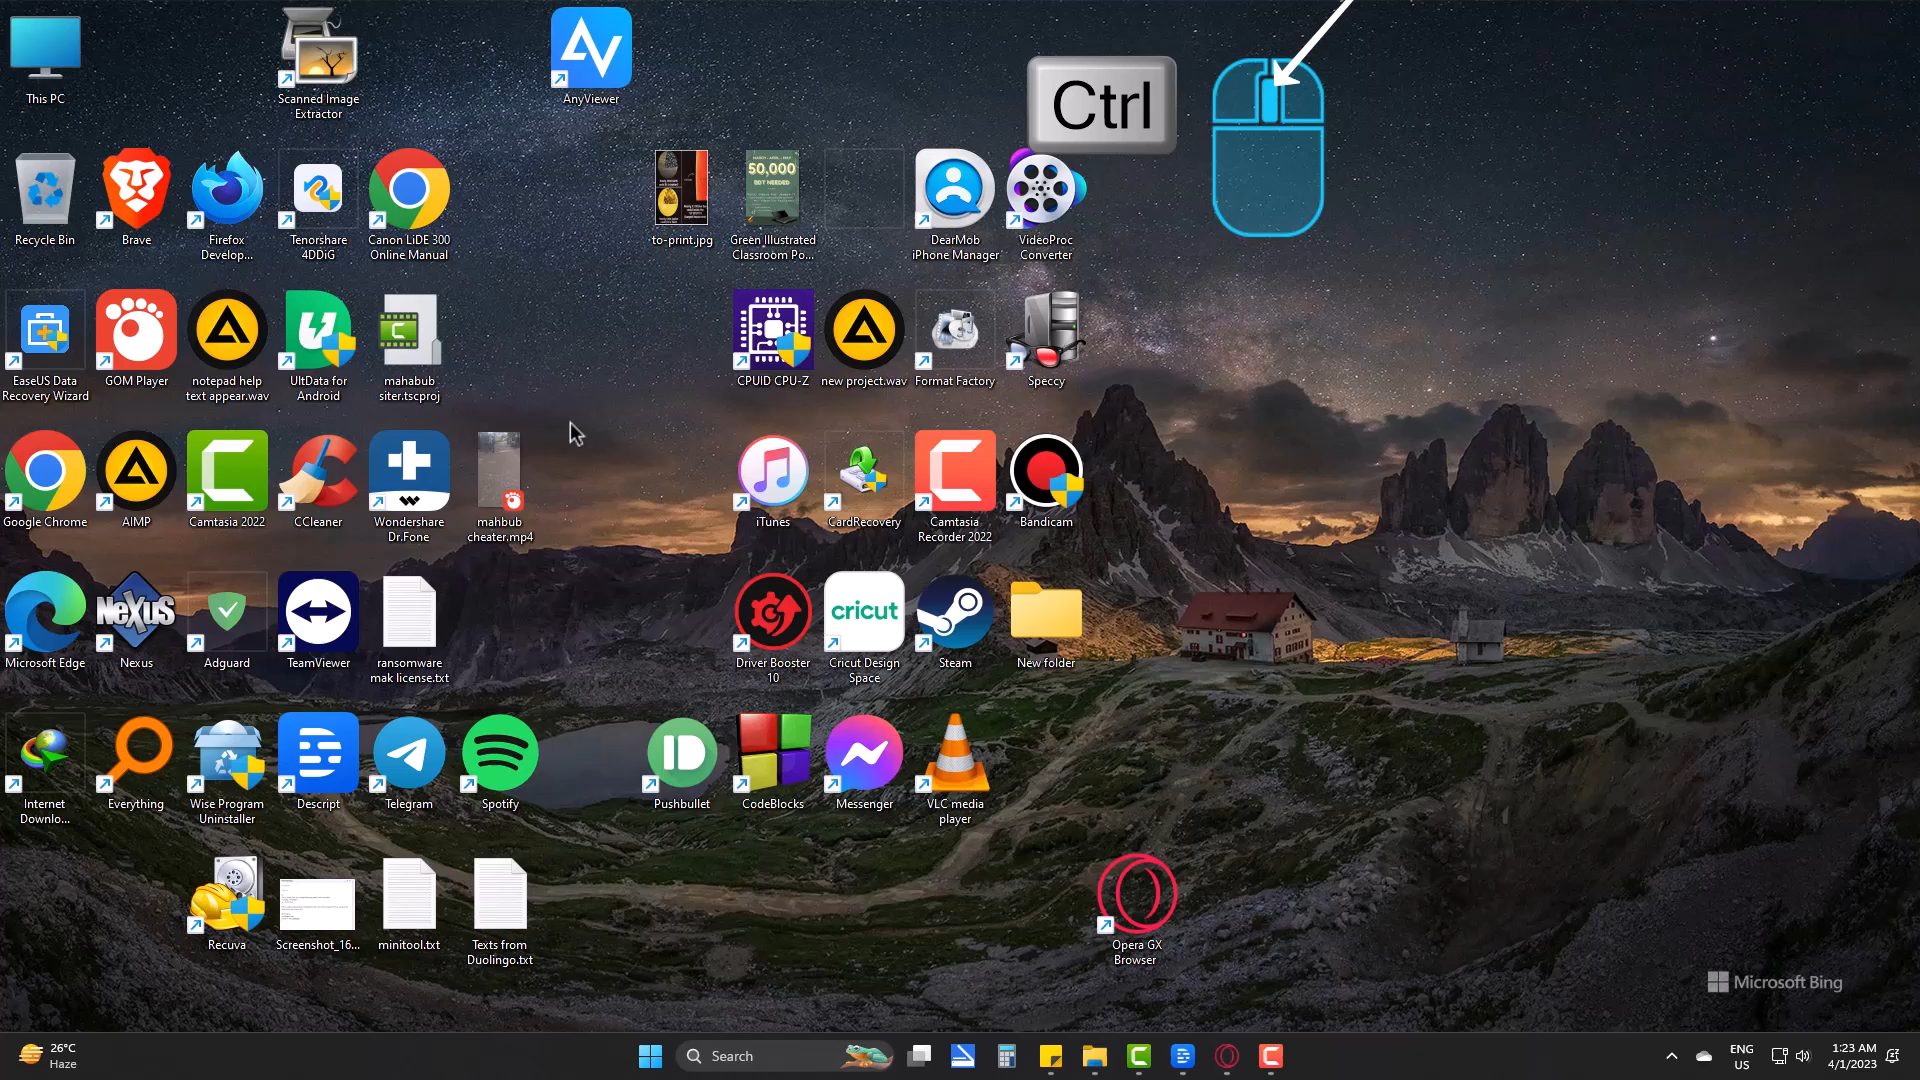 This PC
Scanned Image
Extractor
AnyViewer
Ctrl
Recycle Bin
Brave
Firefox
Develop...
Tenorshare
4DDiG
Canon LiDE 300
Online Manual
to-print.jpg
50,000
BDT NEEDED
Green Illustrated
Classroom Po...
DearMob
iPhone Manager
VideoProc
Converter
EaseUS Data
Recovery Wizard
GOM Player
notepad help
text appear.wav
UltData for
Android
mahabub
siter.tscproj
CPUID CPU-Z
new project.wav
Format Factory
Speccy
Google Chrome
AIMP
Camtasia 2022
CCleaner
Wondershare
Dr.Fone
mahbub
cheater.mp4
iTunes
CardRecovery
Camtasia
Recorder 2022
Bandicam
NeXuS
cricut
Microsoft Edge
Nexus
Adguard
TeamViewer
ransomware
mak license.txt
Driver Booster
10
Cricut Design
Space
Steam
New folder
Internet
Downlo...
Everything
Wise Program
Uninstaller
Descript
Telegram
Spotify
Pushbullet
CodeBlocks
Messenger
VLC media
player
Recuva
Screenshot_16...
minitool.txt
Texts from
Duolingo.txt
Opera GX
Browser
Microsoft Bing
26°C
Haze
Search
ENG
US
1:23 AM
4/1/2023